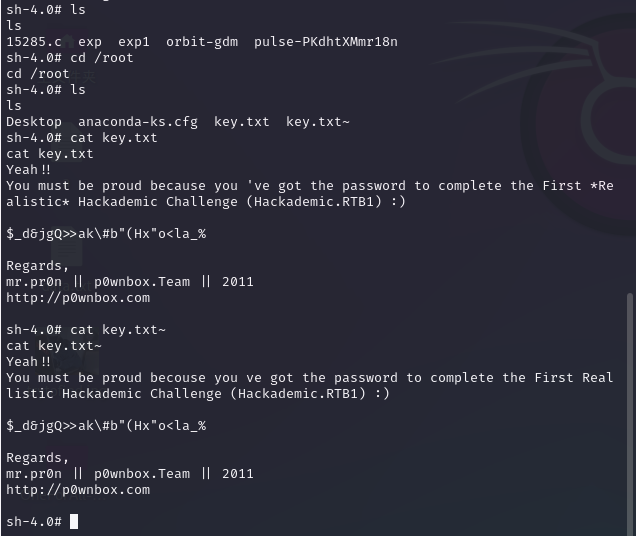 sh-4.0# ls
ls
15285.c  exp  exp1  orbit-gdm  pulse-PKdhtXMmr18n
sh-4.0# cd /root
cd /root
sh-4.0# ls
ls
Desktop  anaconda-ks.cfg  key.txt  key.txt~
sh-4.0# cat key.txt
cat key.txt
Yeah!!
You must be proud because you 've got the password to complete the First *Re
alistic* Hackademic Challenge (Hackademic.RTB1) :)

$_d&jgQ>>ak\#b"(Hx"o<la_%

Regards,
mr.pr0n || p0wnbox.Team || 2011
http://p0wnbox.com

sh-4.0# cat key.txt~
cat key.txt~
Yeah!!
You must be proud becouse you ve got the password to complete the First Real
listic Hackademic Challenge (Hackademic.RTB1) :)

$_d&jgQ>>ak\#b"(Hx"o<la_%

Regards,
mr.pr0n || p0wnbox.Team || 2011
http://p0wnbox.com

sh-4.0#